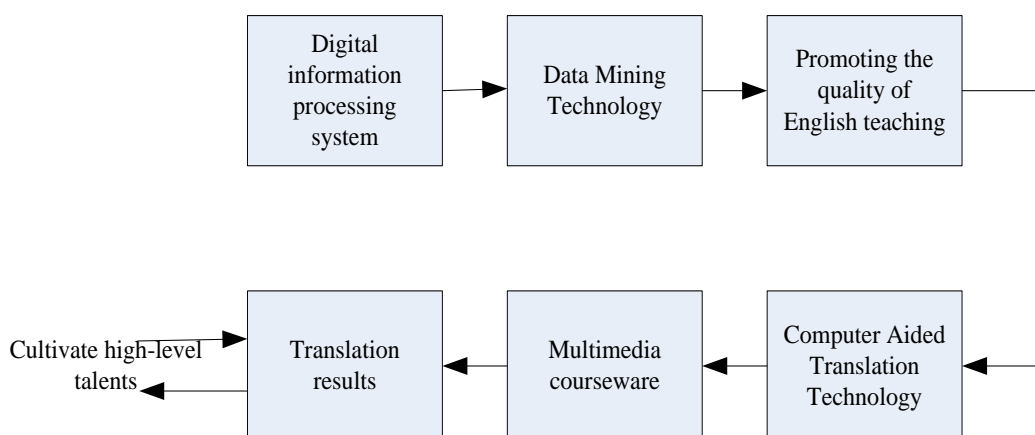 Digital
information
processing
system
Data Mining
Technology
Promoting the
quality of
English teaching
Cultivate high-level
talents
Translation
results
Multimedia
courseware
Computer Aided
Translation
Technology